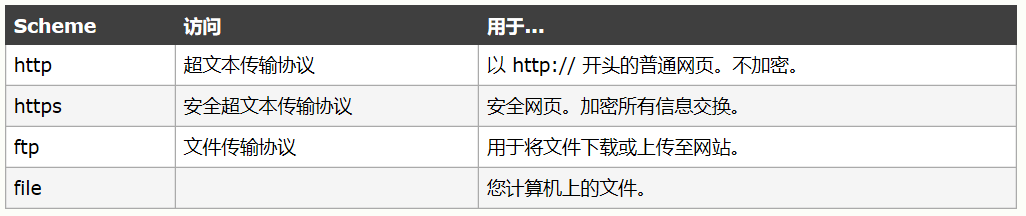 Scheme 访问 用于...
http 超文本传输协议 以 http:// 开头的普通网页。不加密。
https 安全超文本传输协议 安全网页。加密所有信息交换。
ftp 文件传输协议 用于将文件下载或上传至网站。
file 您计算机上的文件。